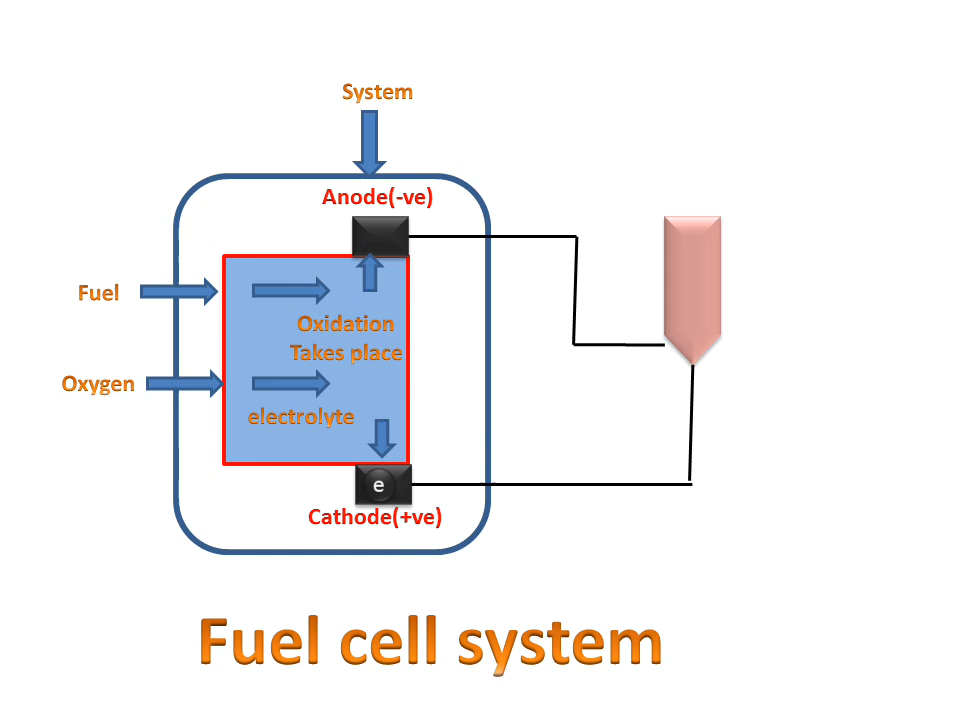 System
Anode(-ve)
Fuel
Oxidation
Takes place
Oxygen
electrolyte
e
Cathode(+ve)
Fuel cell system